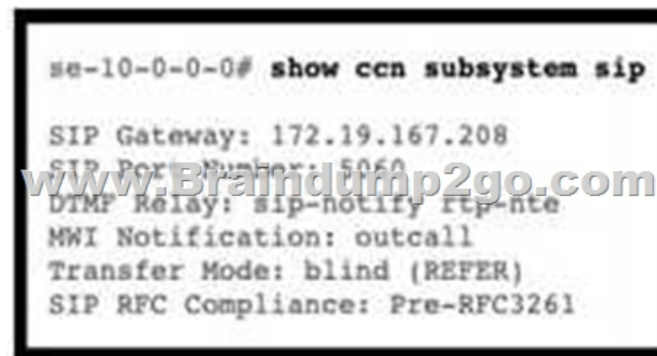 se-10-0-0-0# show ccn subsystem sip
SIP Gateway: 172.19.167.208
SIP Port Number: 5060
www.Braindump2go.com
DTMF Relay: sip-notify rtp-nte
MWI Notification: outcall
Transfer Mode: blind (REFER)
SIP RFC Compliance: Pre-RFC3261